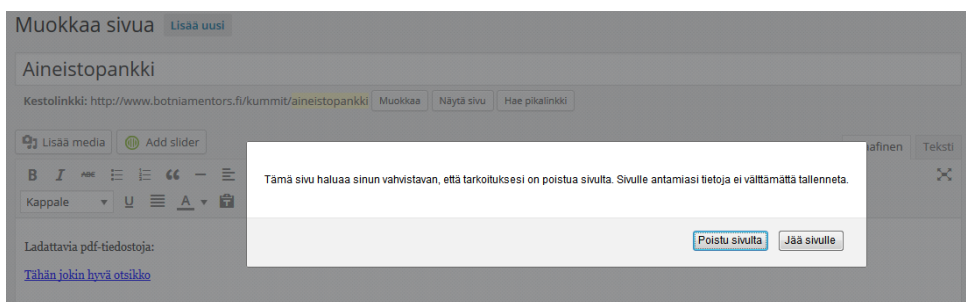 Muokkaa sivua Lisää uusi
Aineistopankki
Kestolinkki: http://www.botniamentors.fi/kummit/aineistopankki Muokkaa Näytä sivu Hae pikalinkki
Lisää media Add slider
afinen Teksti
B I ABC
Tämä sivu haluaa sinun vahvistavan, että tarkoituksesi on poistua sivulta. Sivulle antamiasi tietoja ei välttämättä tallenneta.
Kappale U A T
Poistu sivulta Jää sivulle
Ladattavia pdf-tiedostoja:
Tähän jokin hyvä otsikko